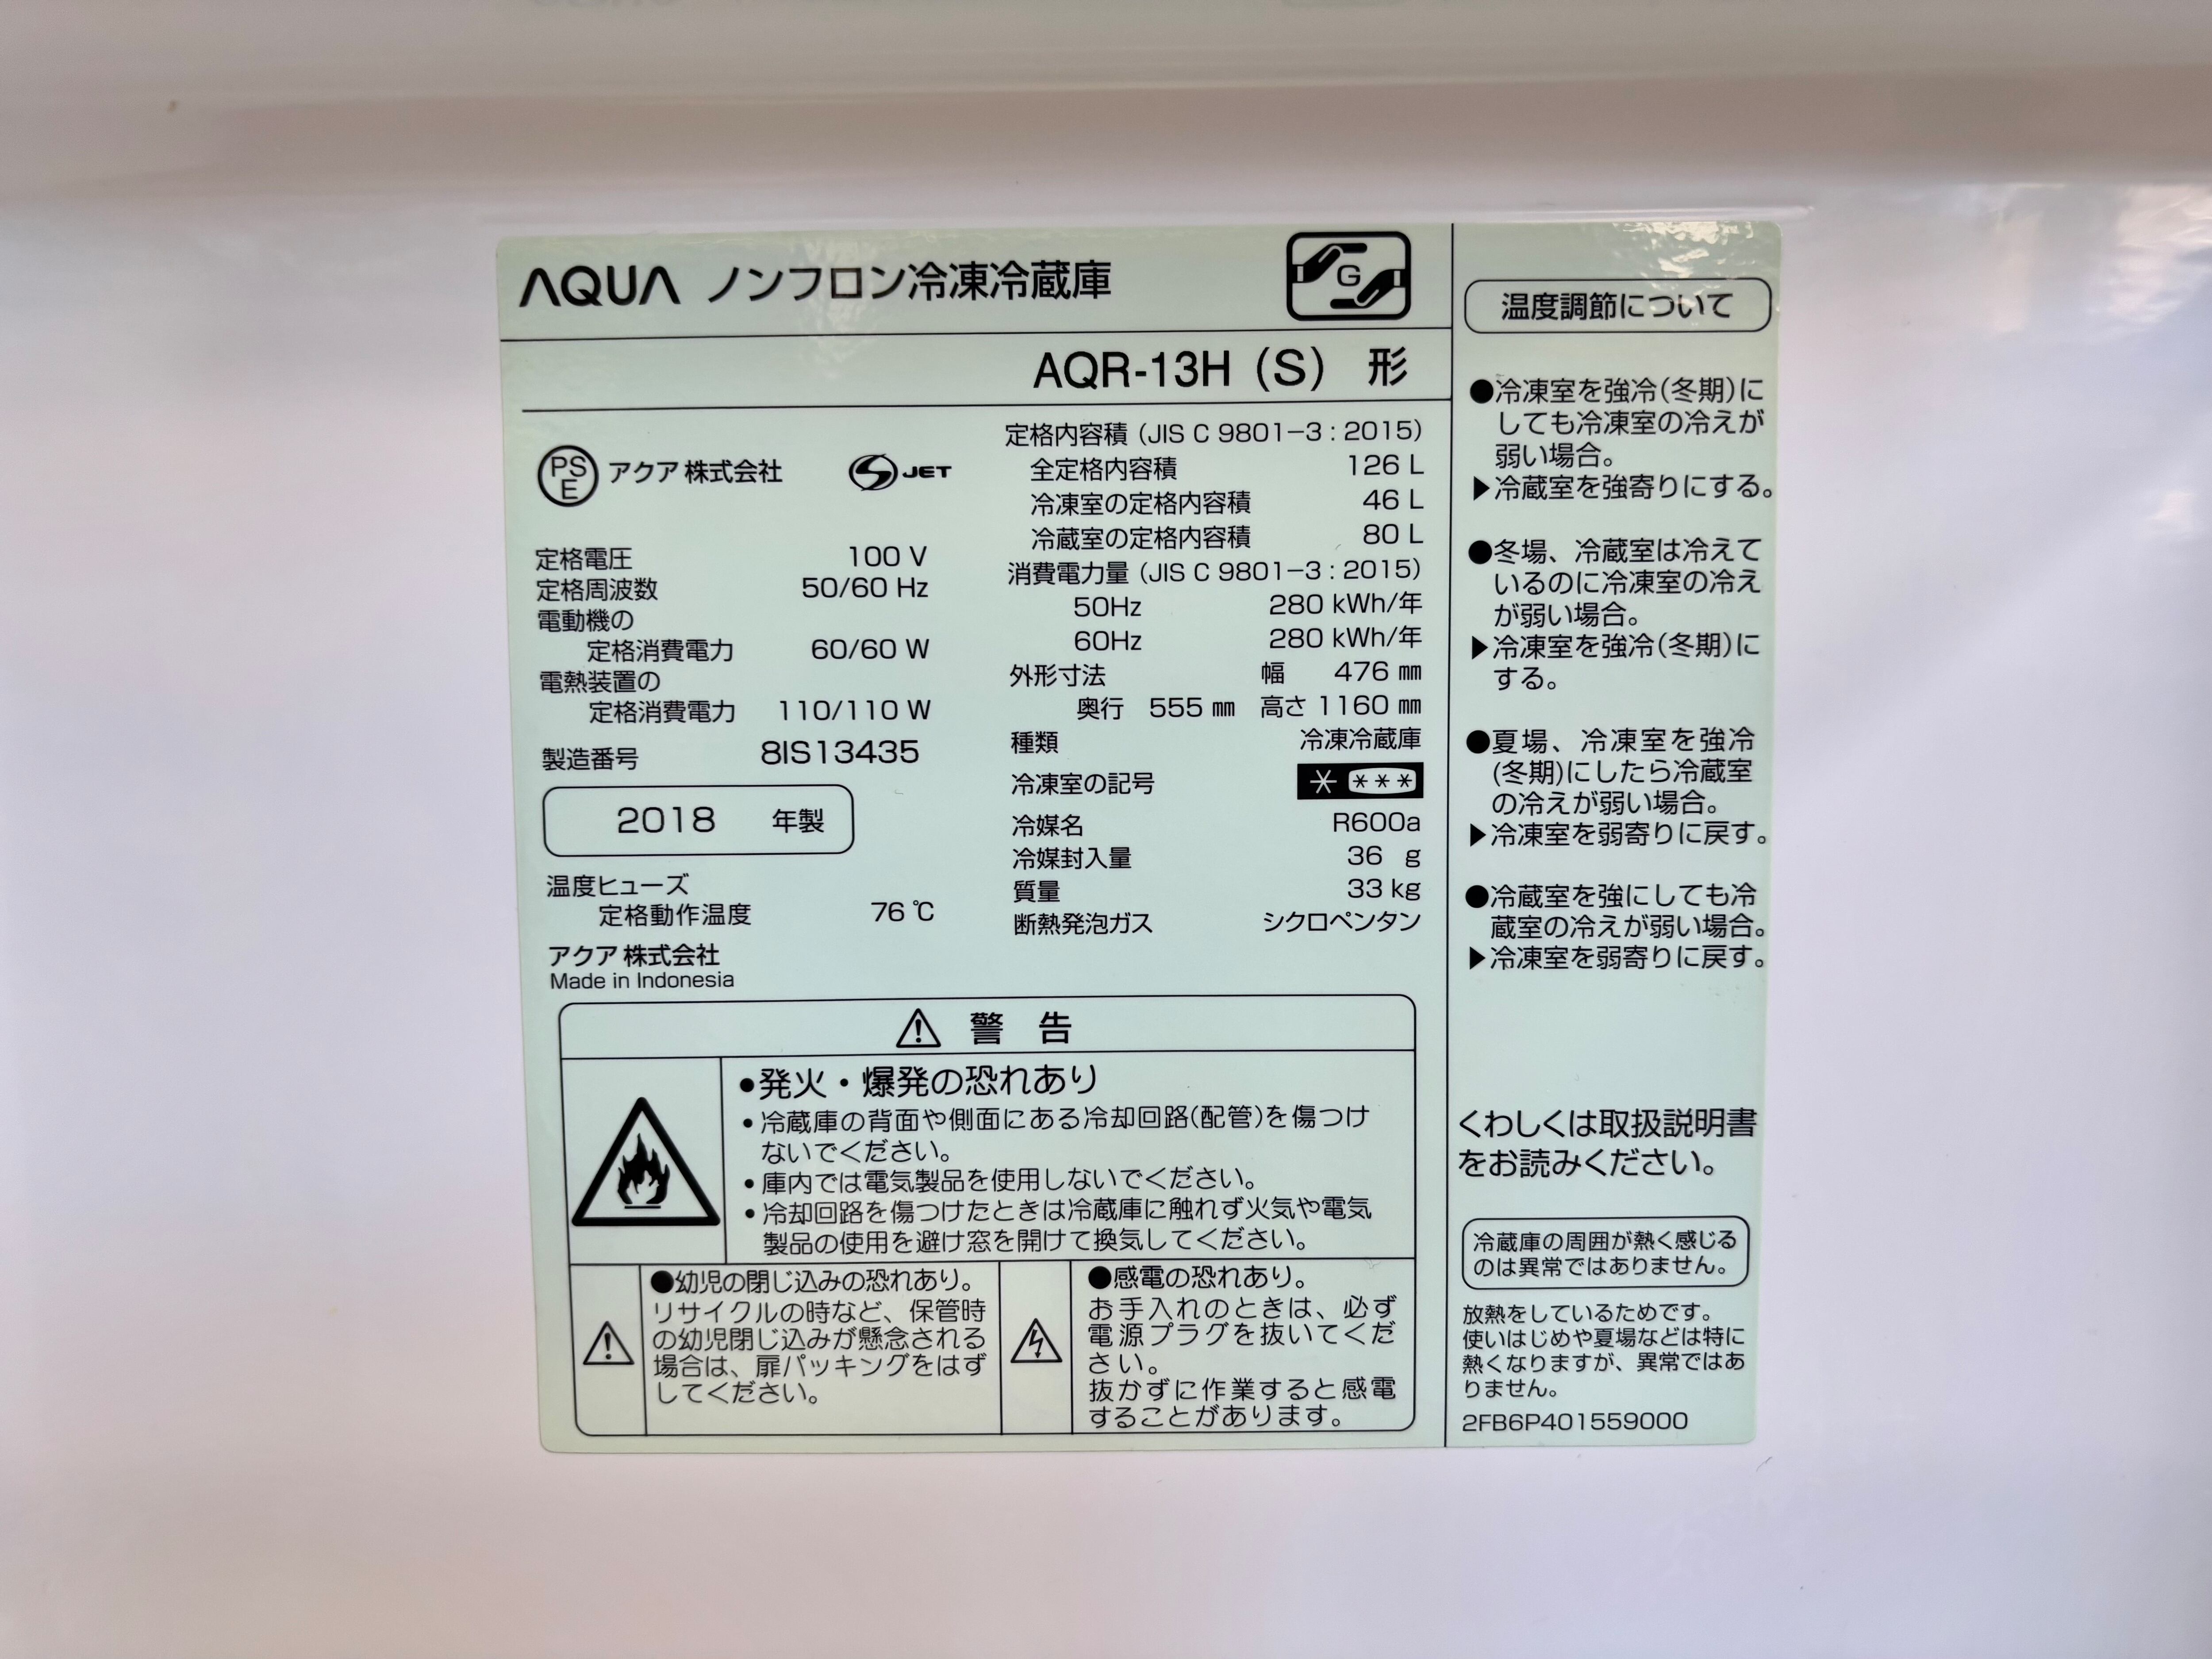 AQUA ノンフロン冷凍冷蔵庫
G
AQR-13H (S) 形
PS
E
アクア 株式会社
JET
定格電圧 100 V
定格周波数 50/60 Hz
電動機の
定格消費電力 60/60 W
電熱装置の
定格消費電力 110/110 W
製造番号 8IS13435
2018 年製
温度ヒューズ
定格動作温度 76 ℃
アクア 株式会社
Made in Indonesia
定格内容積 (JIS C 9801-3 : 2015)
全定格内容積 126 L
冷凍室の定格内容積 46 L
冷蔵室の定格内容積 80 L
消費電力量 (JIS C 9801-3 : 2015)
50Hz 280 kWh/年
60Hz 280 kWh/年
外形寸法 幅 476 ㎜
奥行 555 ㎜ 高さ 1160 ㎜
種類 冷凍冷蔵庫
冷凍室の記号 * ***
冷媒名 R600a
冷媒封入量 36 g
質量 33 kg
断熱発泡ガス シクロペンタン
警 告
●発火・爆発の恐れあり
• 冷蔵庫の背面や側面にある冷却回路(配管)を傷つけ
ないでください。
• 庫内では電気製品を使用しないでください。
• 冷却回路を傷つけたときは冷蔵庫に触れず火気や電気
製品の使用を避け窓を開けて換気してください。
●幼児の閉じ込みの恐れあり。
リサイクルの時など、保管時
の幼児閉じ込みが懸念される
場合は、扉パッキングをはず
してください。
●感電の恐れあり。
お手入れのときは、必ず
電源プラグを抜いてくだ
さい。
抜かずに作業すると感電
することがあります。
温度調節について
●冷凍室を強冷(冬期)に
しても冷凍室の冷えが
弱い場合。
▶冷蔵室を強寄りにする。
●冬場、冷蔵室は冷えて
いるのに冷凍室の冷え
が弱い場合。
▶冷凍室を強冷(冬期)に
する。
●夏場、冷凍室を強冷
(冬期)にしたら冷蔵室
の冷えが弱い場合。
▶冷凍室を弱寄りに戻す。
●冷蔵室を強にしても冷
蔵室の冷えが弱い場合。
▶冷凍室を弱寄りに戻す。
くわしくは取扱説明書
をお読みください。
冷蔵庫の周囲が熱く感じる
のは異常ではありません。
放熱をしているためです。
使いはじめや夏場などは特に
熱くなりますが、異常ではあ
りません。
2FB6P401559000